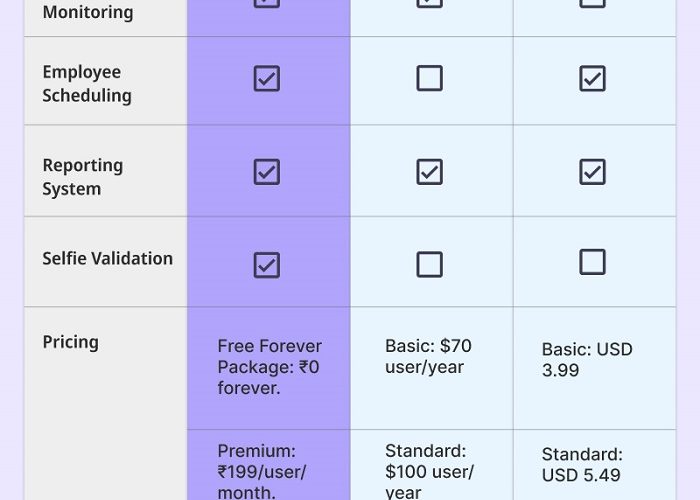 Monitoring
Employee
Scheduling
Reporting
System
Selfie Validation
Pricing
Free Forever
Package: ₹0
forever.
Basic: $70
user/year
Basic: USD
3.99
Premium:
₹199/user/
month.
Standard:
$100 user/
year
Standard:
USD 5.49